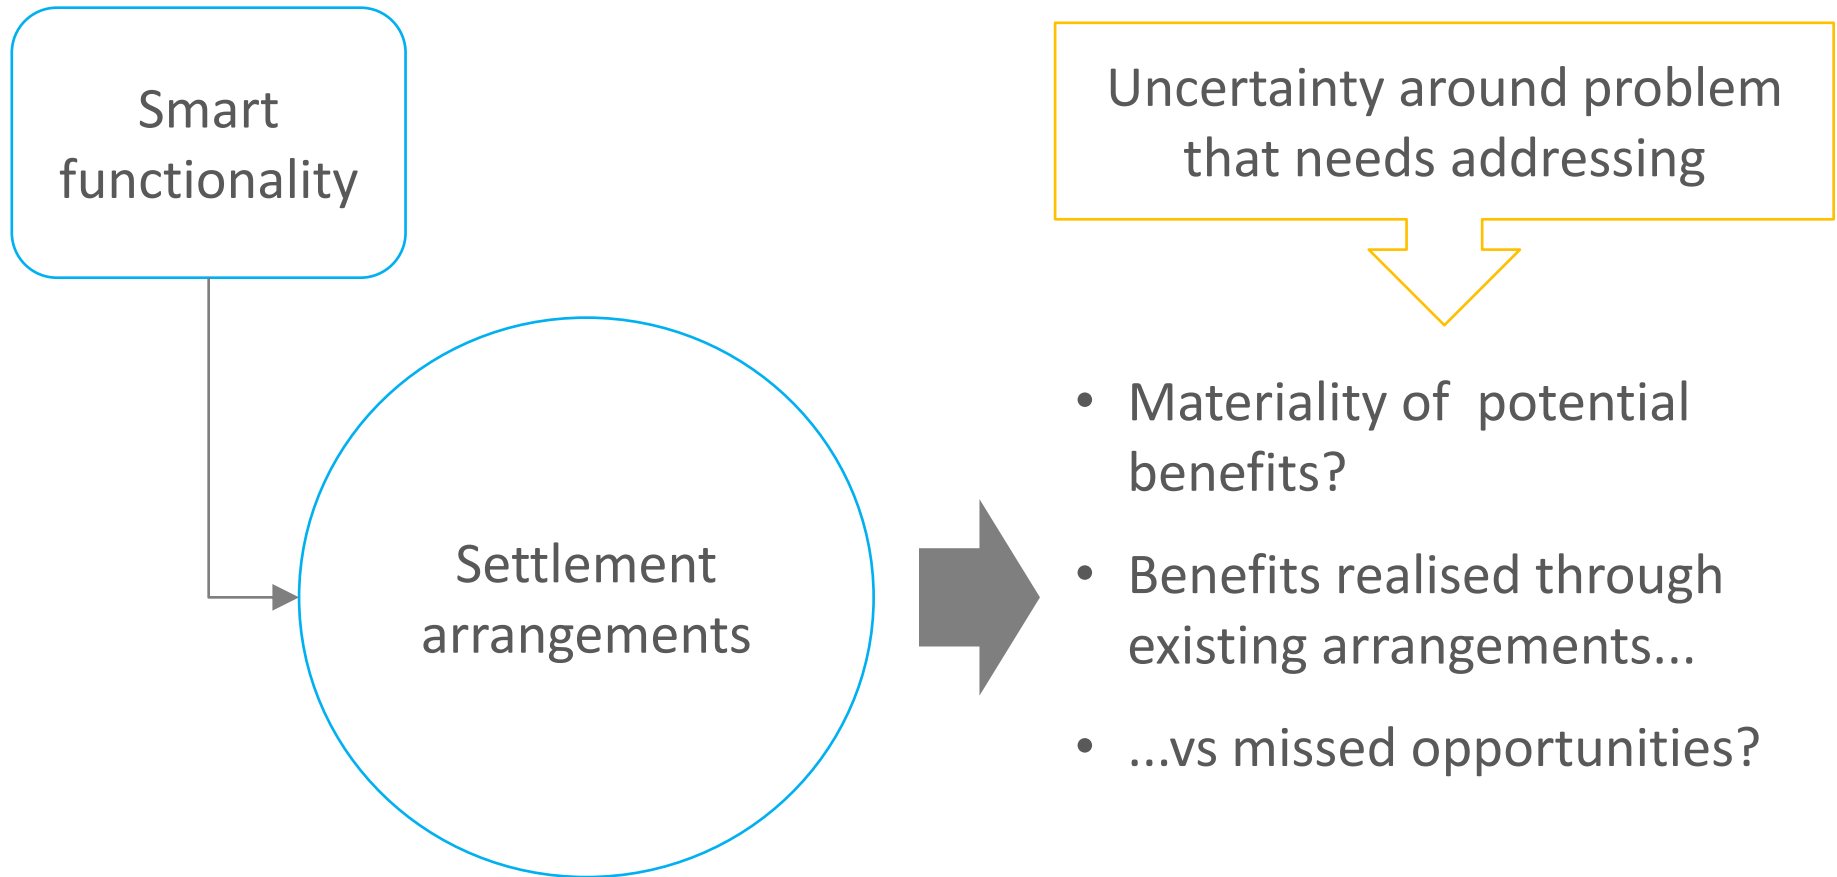 Smart
functionality
Settlement
arrangements
Uncertainty around problem
that needs addressing
• Materiality of  potential
benefits?
• Benefits realised through
existing arrangements...
• ...vs missed opportunities?